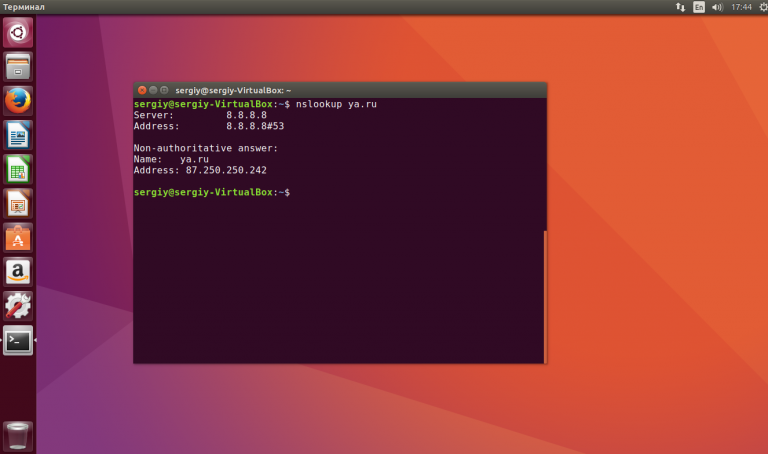 Терминал
En
17:44
sergiy@sergiy-VirtualBox: ~
sergiy@sergiy-VirtualBox:~$ nslookup ya.ru
Server:         8.8.8.8
Address:        8.8.8.8#53

Non-authoritative answer:
Name:   ya.ru
Address: 87.250.250.242

sergiy@sergiy-VirtualBox:~$